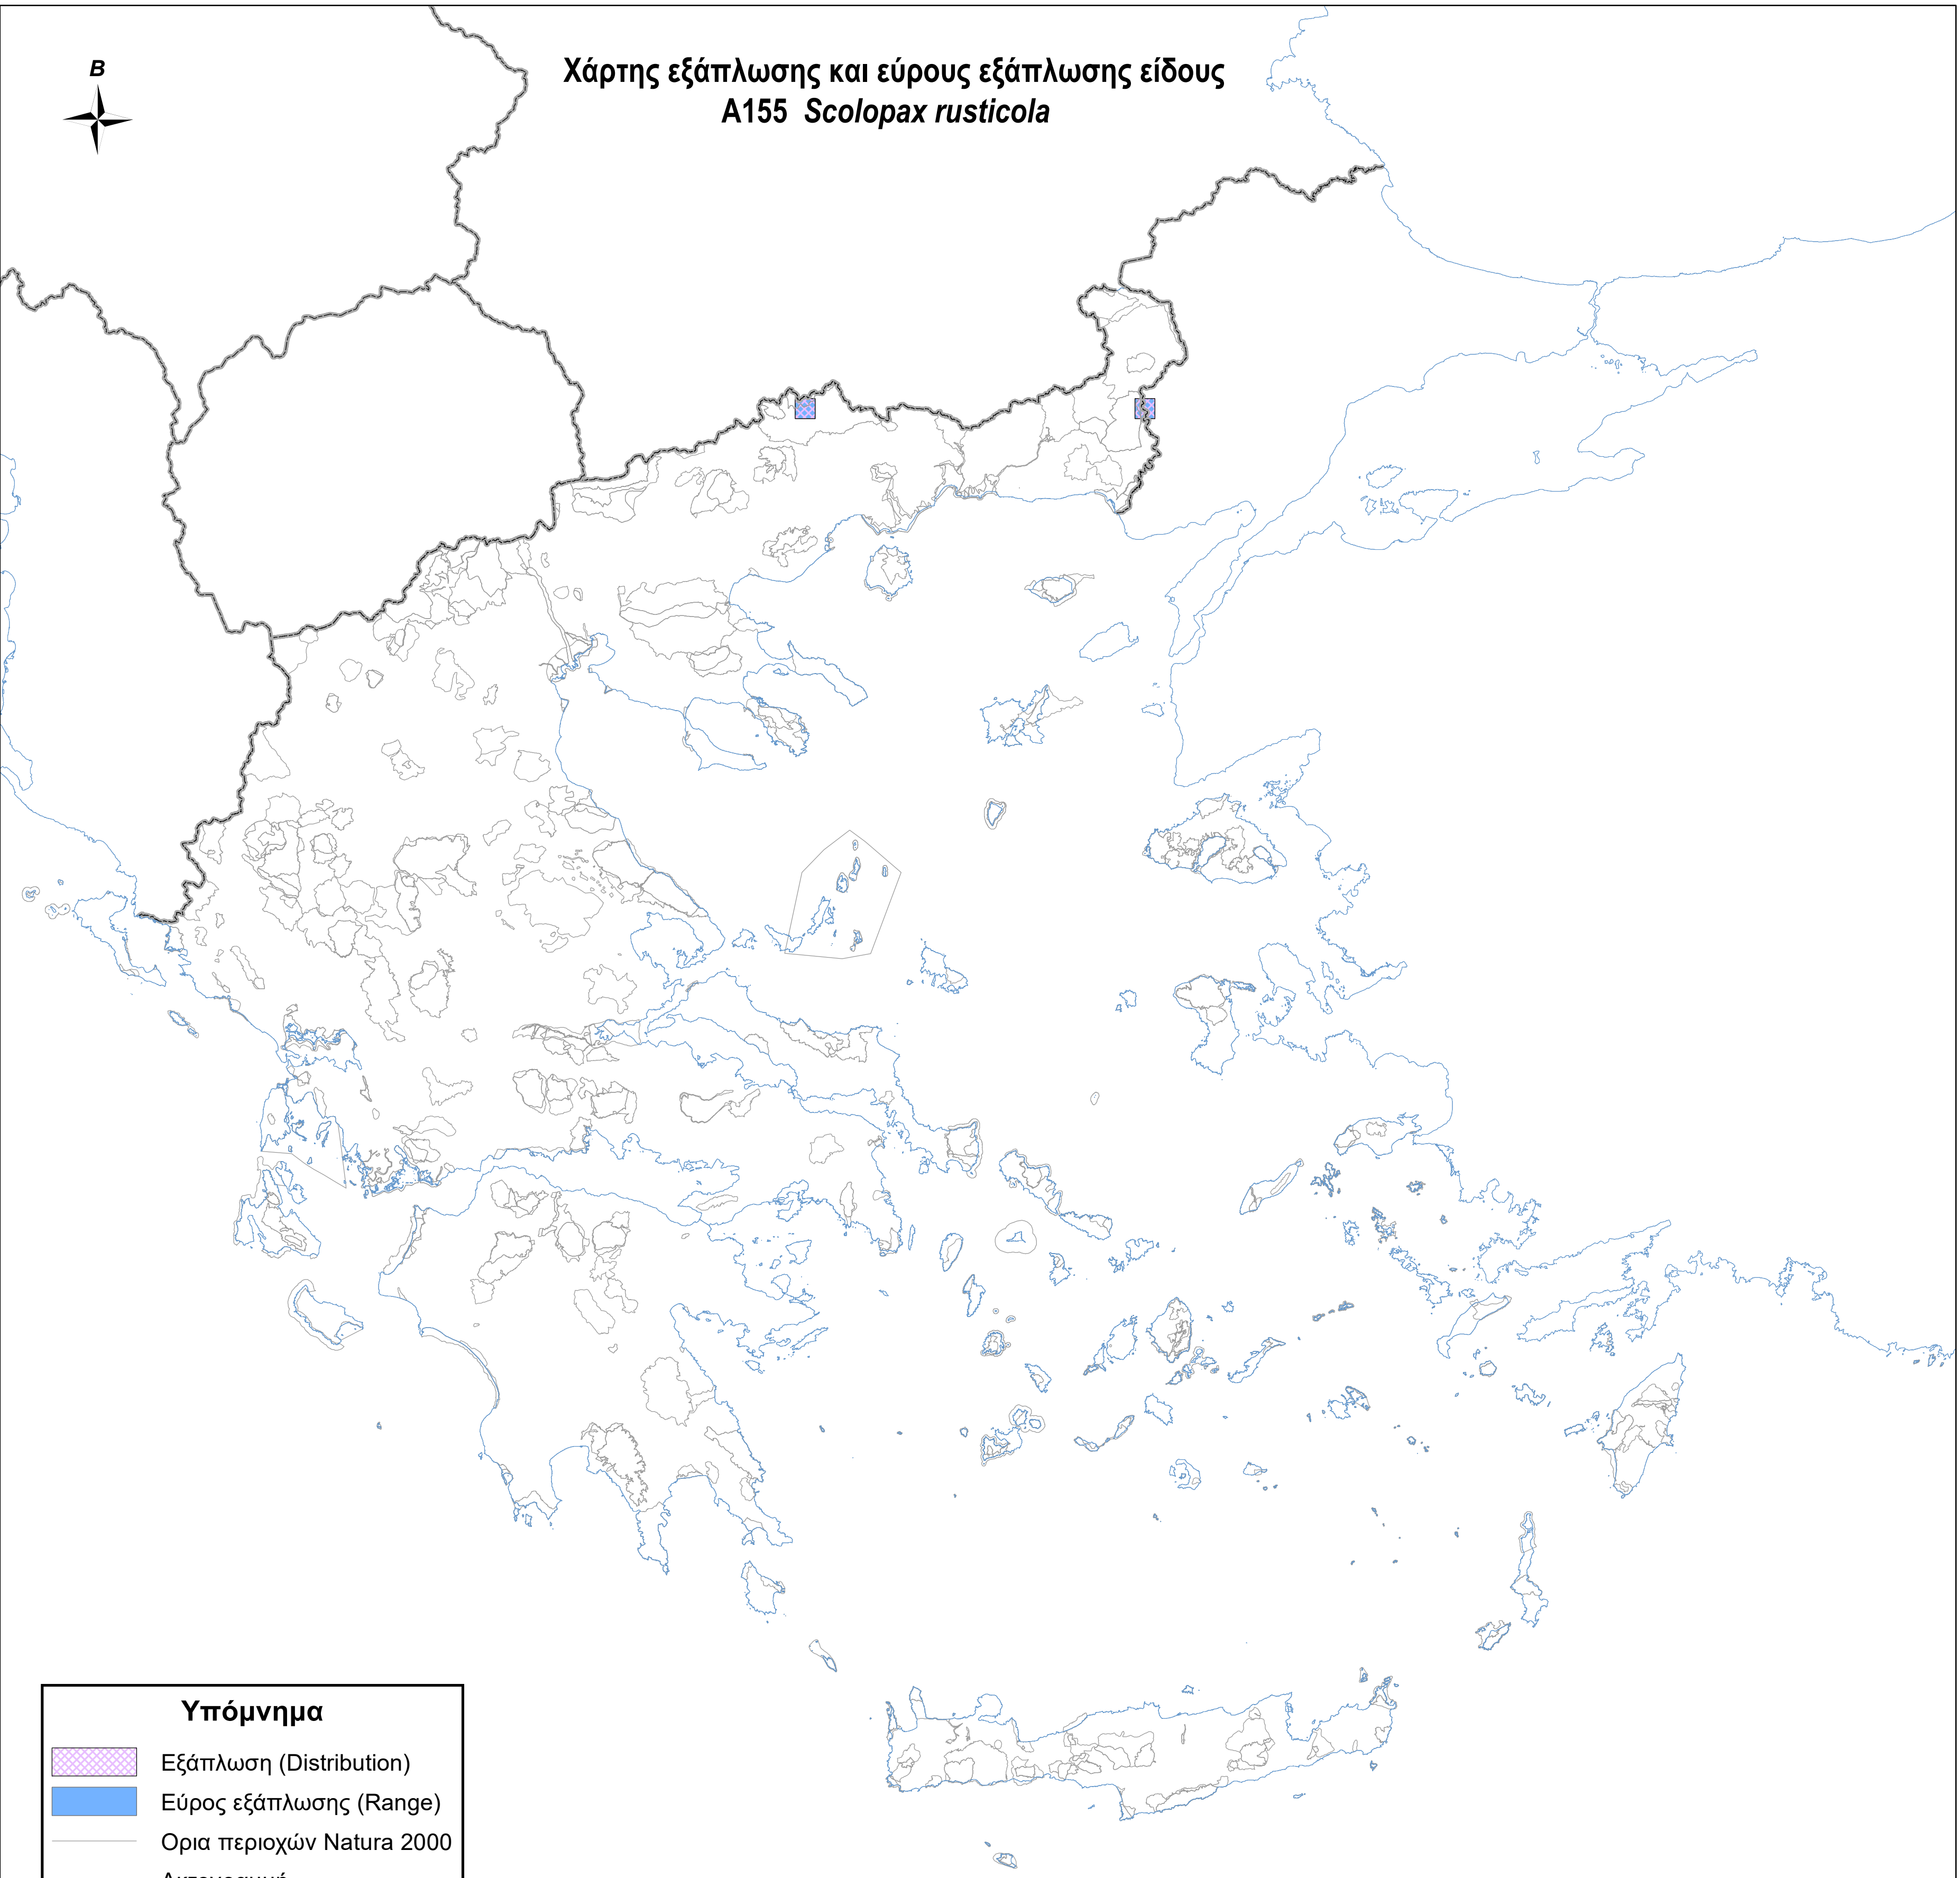 B
Χάρτης εξάπλωσης και εύρους εξάπλωσης είδους
A155 Scolopax rusticola
Υπόμνημα
Εξάπλωση (Distribution)
Εύρος εξάπλωσης (Range)
Ορια περιοχών Natura 2000